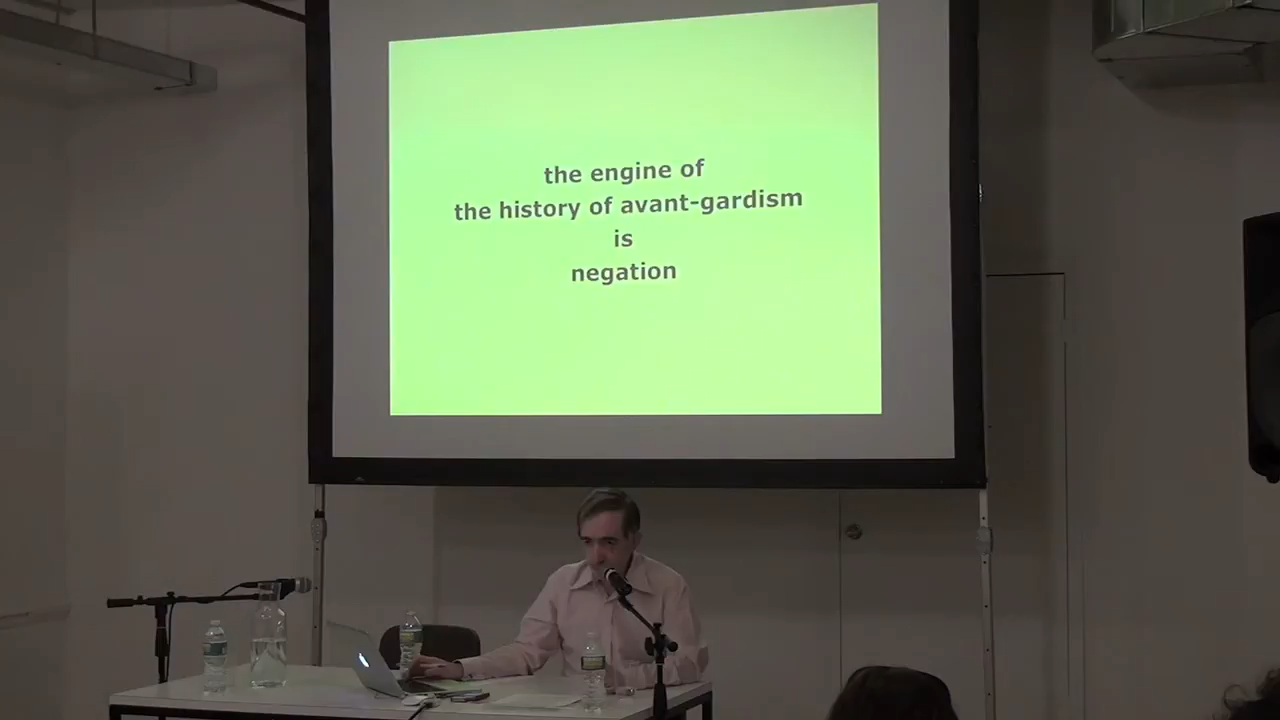 the engine of
the history of avant-gardism
is
negation